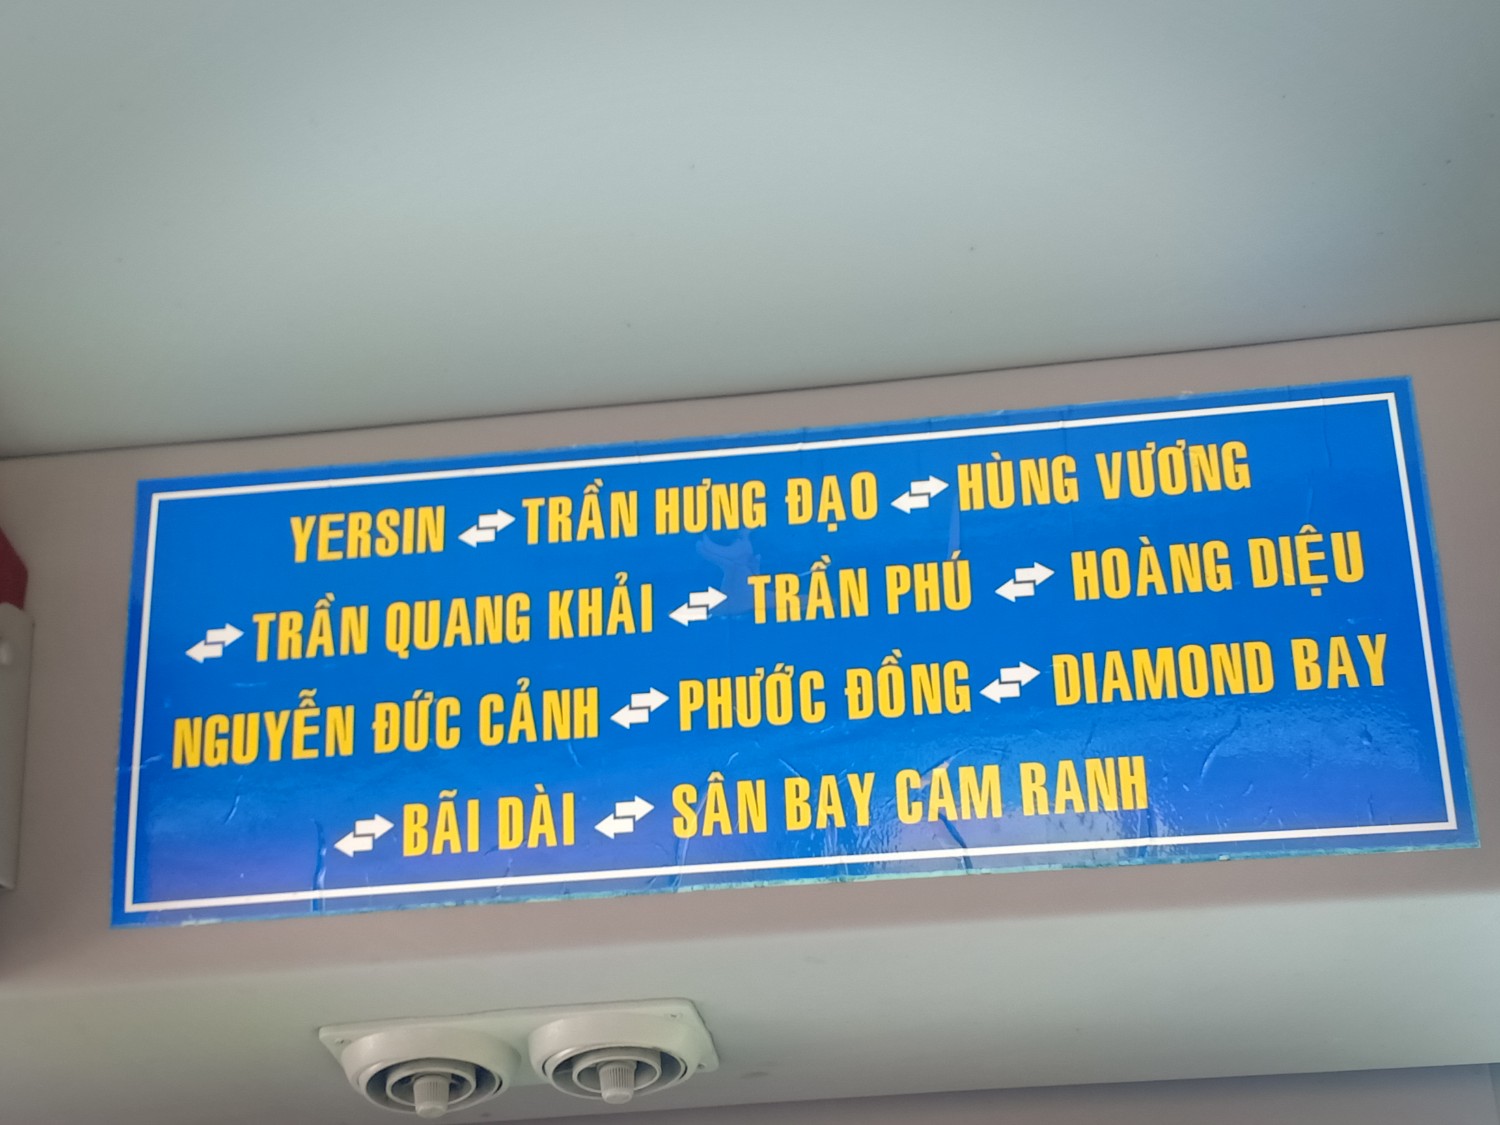 YERSIN ⇄ TRẦN HƯNG ĐẠO ⇄ HÙNG VƯƠNG
⇄ TRẦN QUANG KHẢI ⇄ TRẦN PHÚ ⇄ HOÀNG DIỆU
NGUYỄN ĐỨC CẢNH ⇄ PHƯỚC ĐỒNG ⇄ DIAMOND BAY
⇄ BÃI DÀI ⇄ SÂN BAY CAM RANH